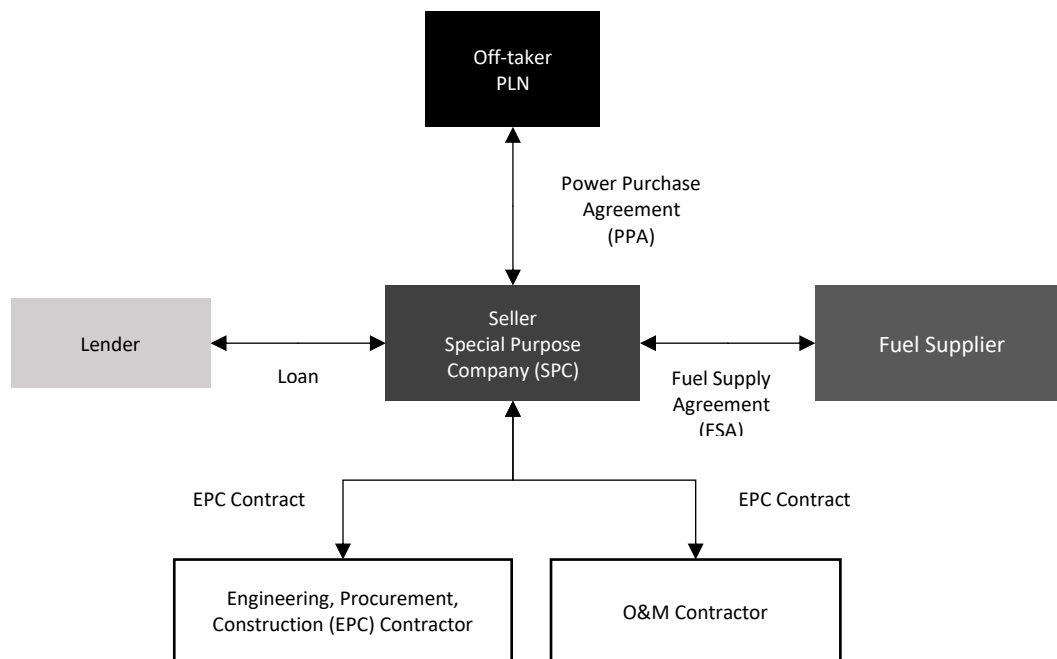 Off-taker
PLN
Power Purchase
Agreement
(PPA)
Seller
Special Purpose
Company (SPC)
Lender
Fuel Supplier
Loan
Fuel Supply
Agreement
(FSA)
EPC Contract
EPC Contract
Engineering, Procurement,
Construction (EPC) Contractor
O&M Contractor